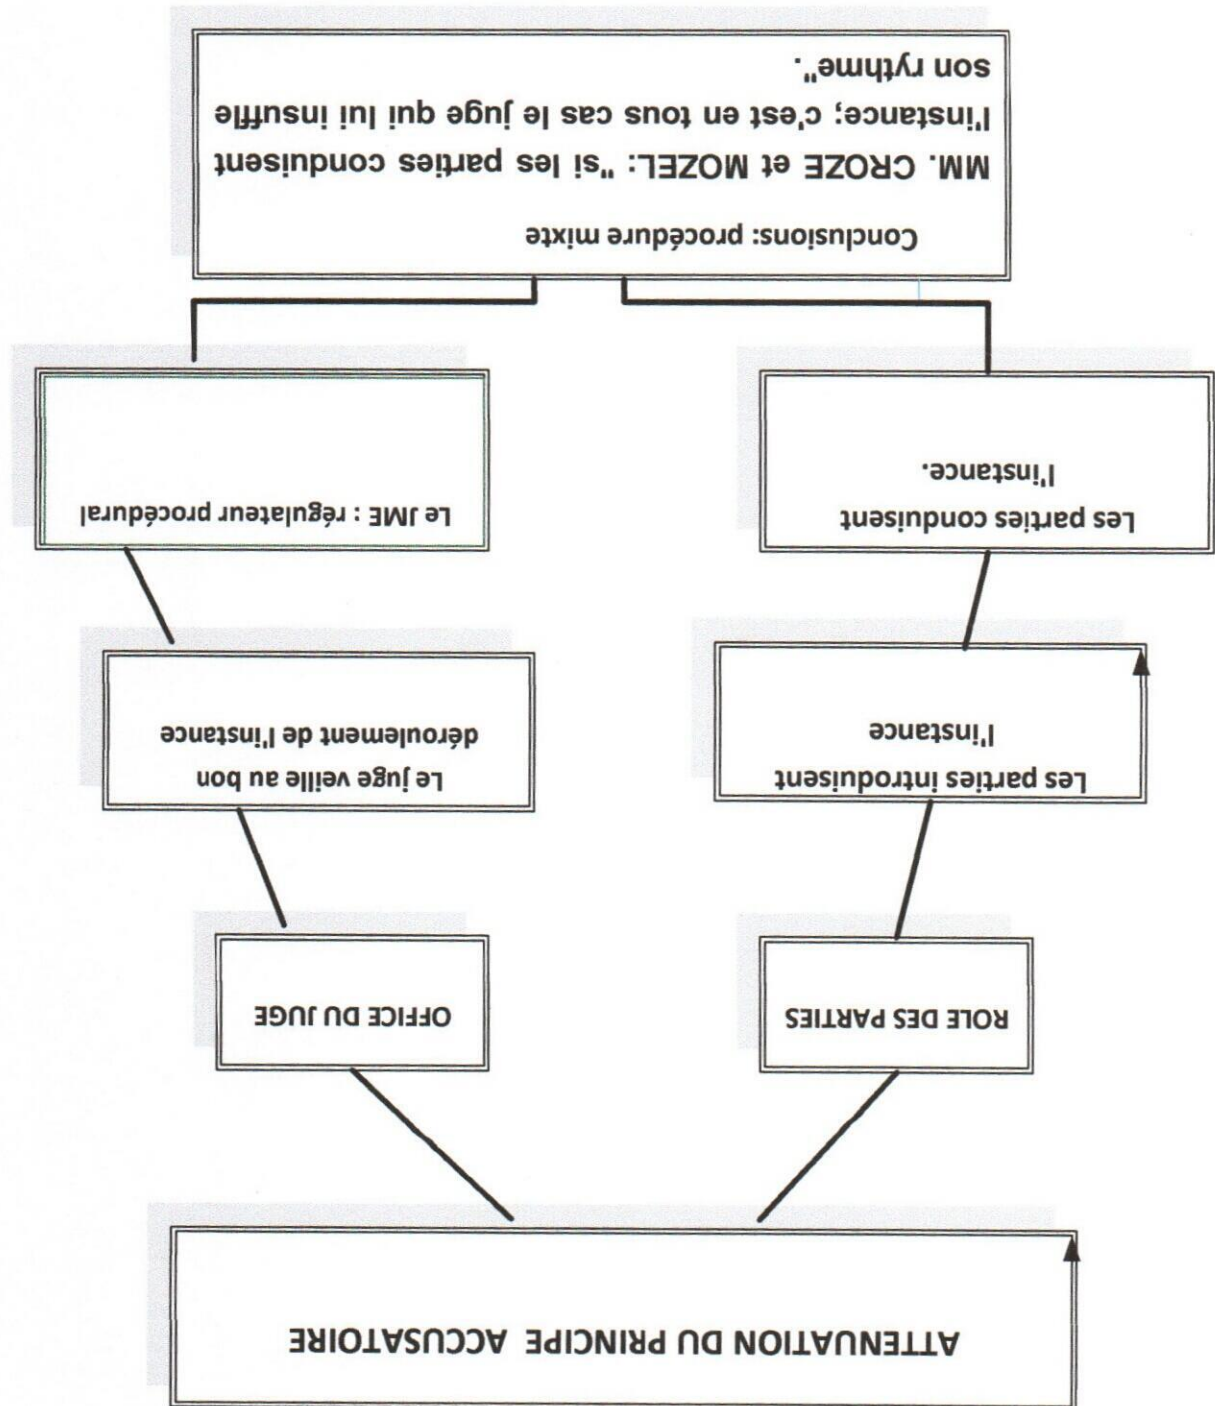 ATTENUATION DU PRINCIPE ACCUSATOIRE
ROLE DES PARTIES
OFFICE DU JUGE
Les parties introduisent
l'instance
Le juge veille au bon
déroulement de l'instance
Les parties conduisent
l'instance.
Le JME : régulateur procédural
Conclusions: procédure mixte
MM. CROZE et MOZEL: "si les parties conduisent
l'instance; c'est en tous cas le juge qui lui insuffle
son rythme".